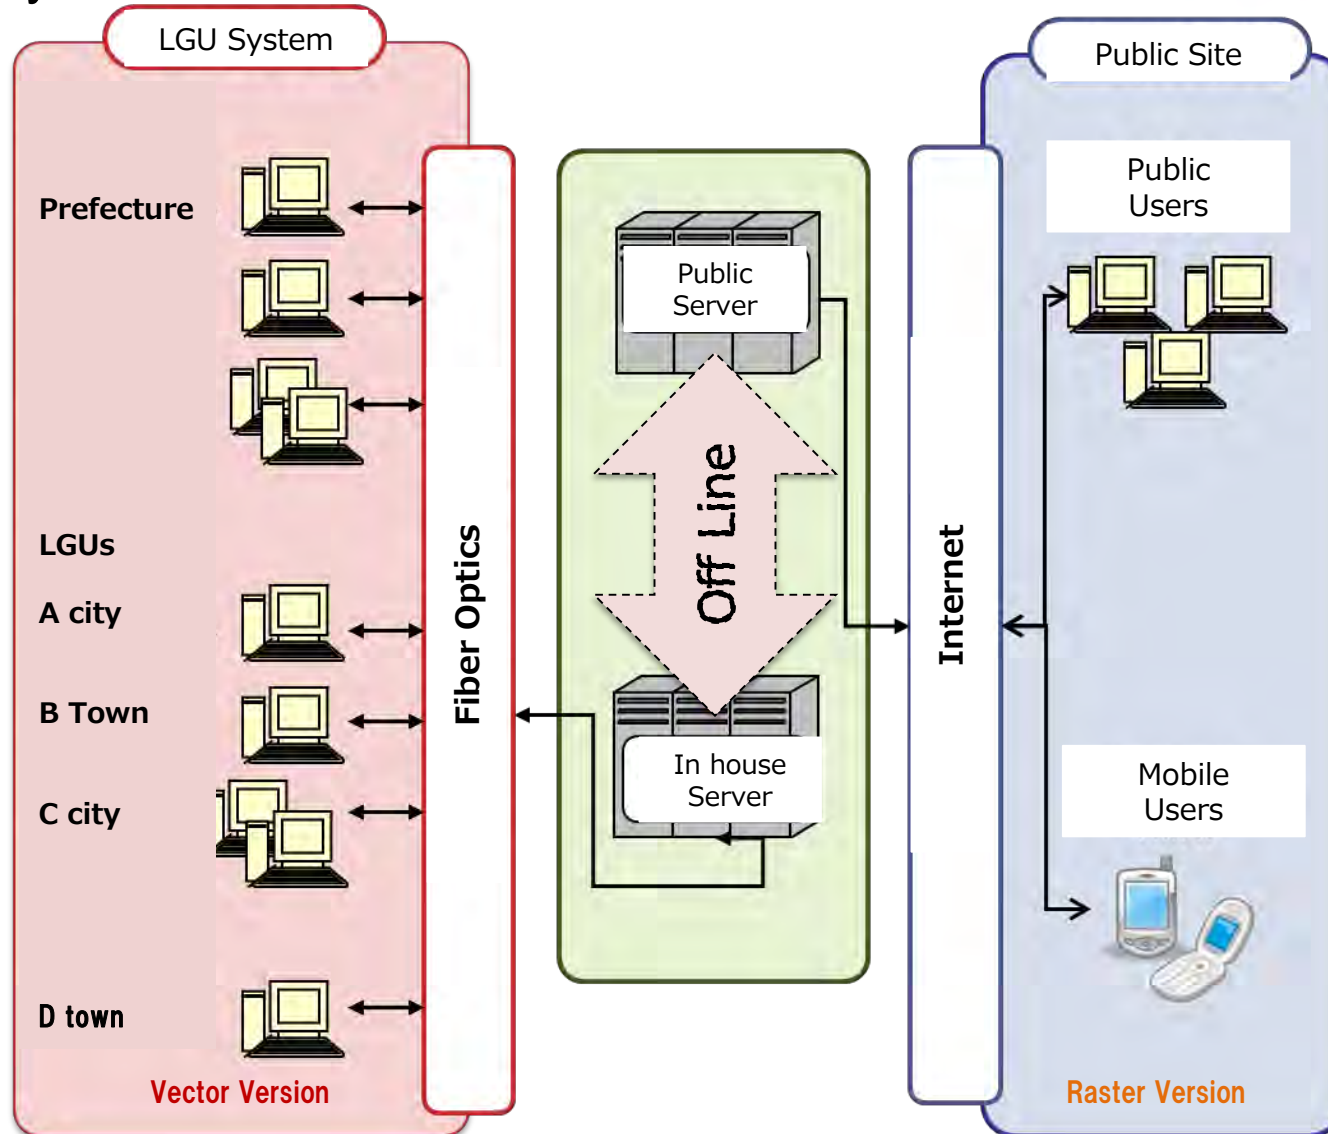 LGU System
Public Site
Prefecture
LGUs
A city
B Town
C city
D town
Vector Version
Fiber Optics
Public
Server
Off Line
In house
Server
Internet
Public
Users
Mobile
Users
Raster Version